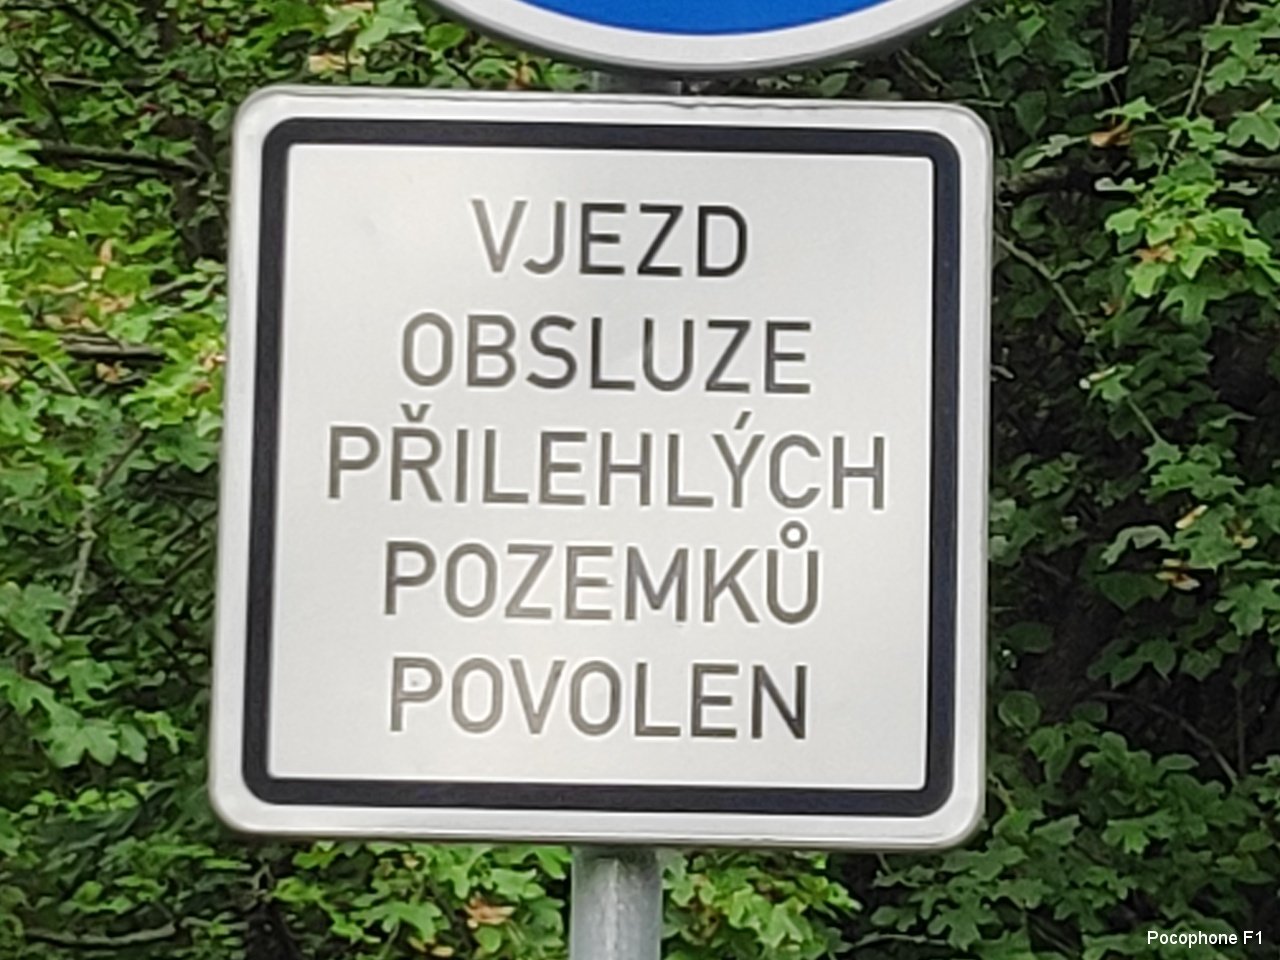 VJEZD
OBSLUZE
PŘILEHLÝCH
POZEMKŮ
POVOLEN
Pocophone F1